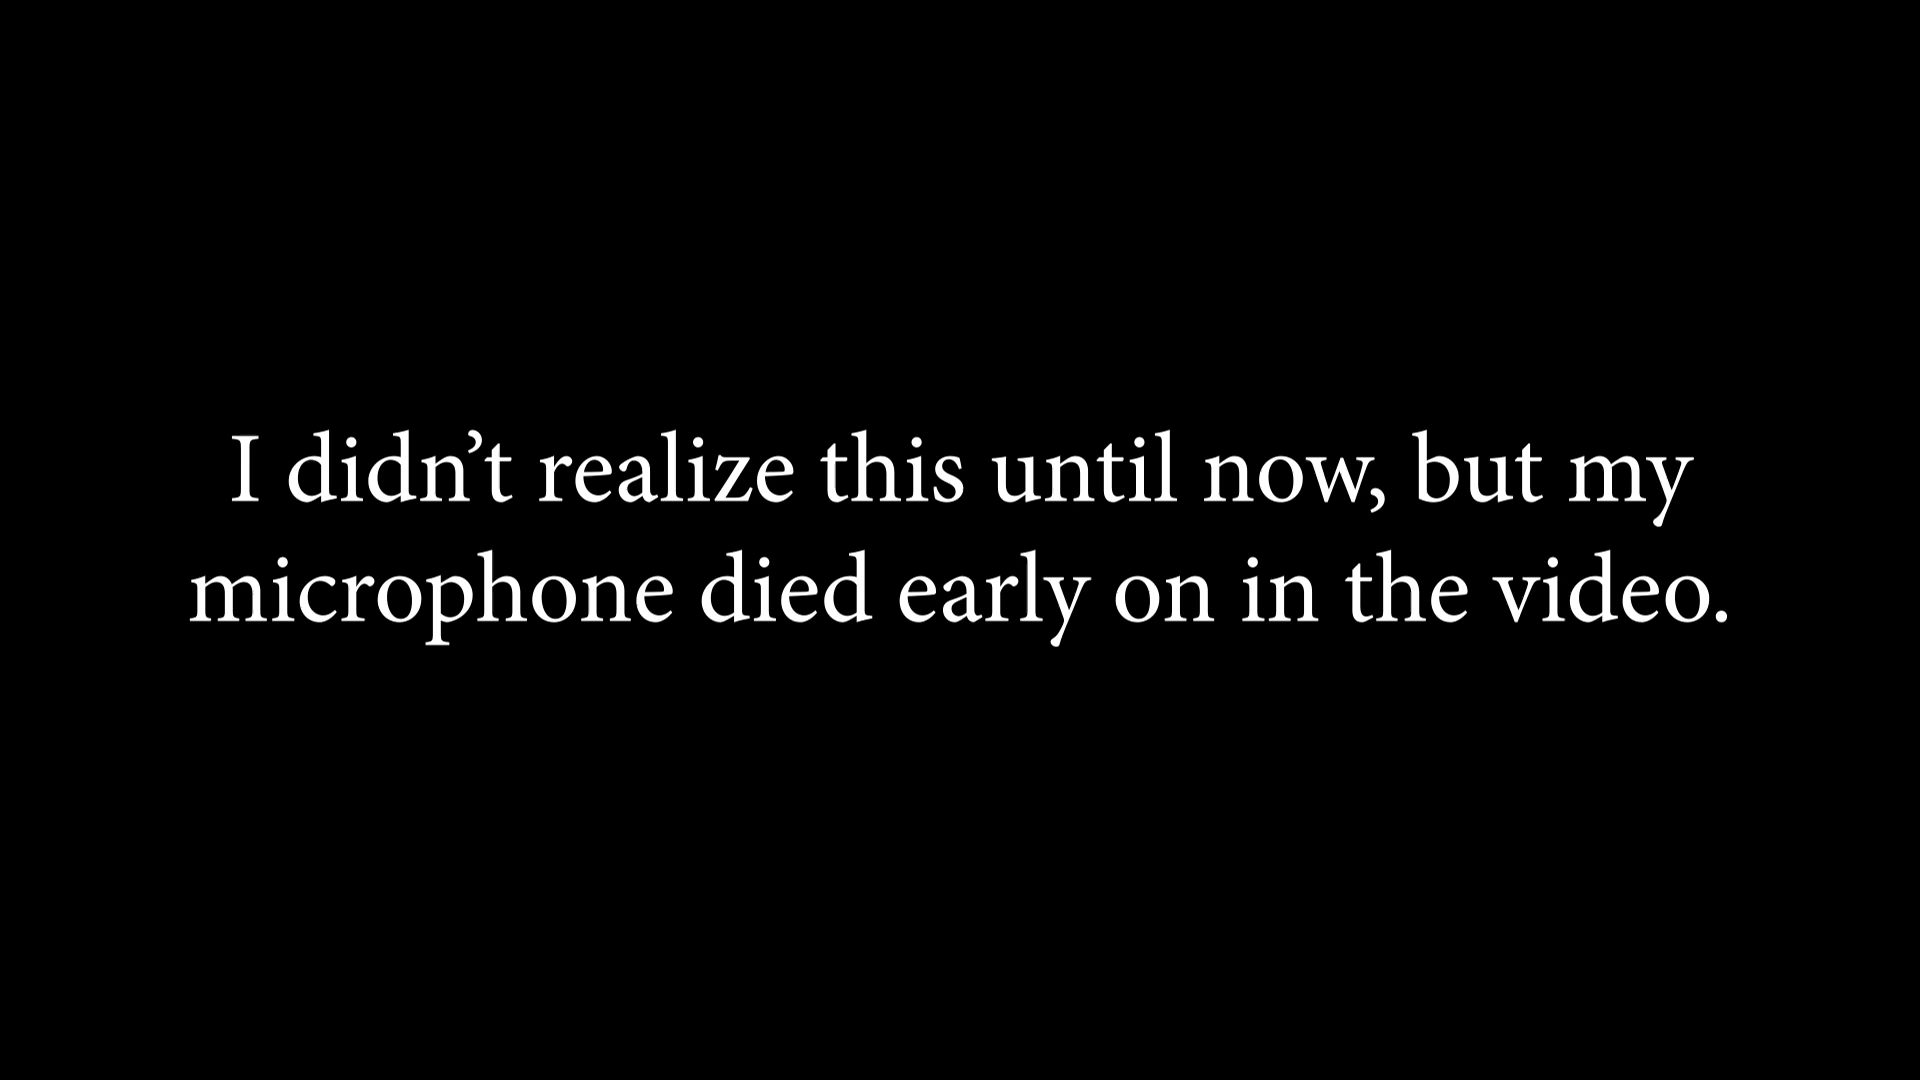 I didn’t realize this until now, but my
microphone died early on in the video.